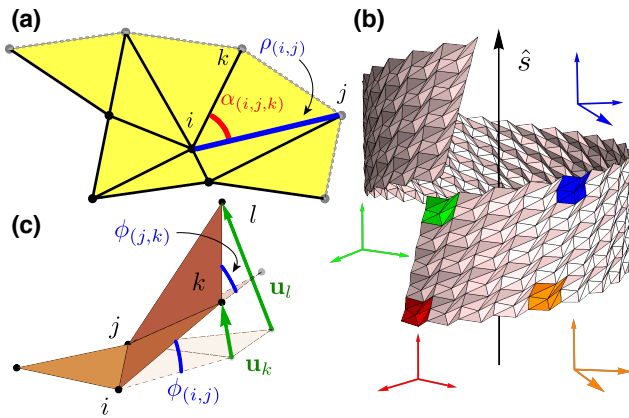 (a)
k
ρ(i,j)
j
α(i,j,k)
i
(b)
ŝ
(c)
l
ϕ(j,k)
k
u_l
j
u_k
ϕ(i,j)
i